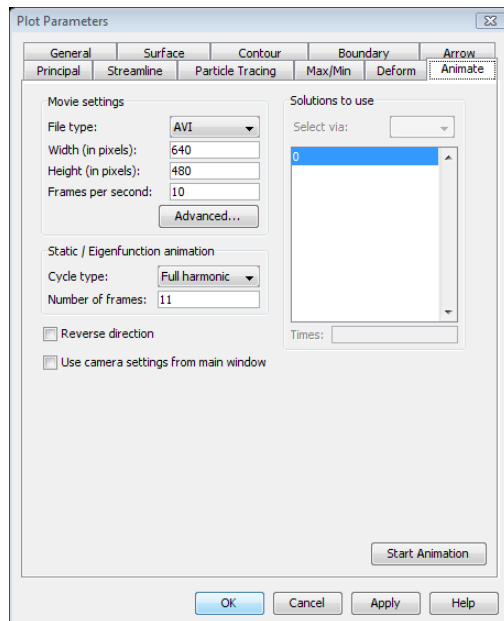 Plot Parameters
General Surface Contour Boundary Arrow
Principal Streamline Particle Tracing Max/Min Deform Animate
Movie settings
File type: AVI
Width (in pixels): 640
Height (in pixels): 480
Frames per second: 10
Advanced...
Static / Eigenfunction animation
Cycle type: Full harmonic
Number of frames: 11
Reverse direction
Use camera settings from main window
Solutions to use
Select via:
0
Times:
Start Animation
OK Cancel Apply Help